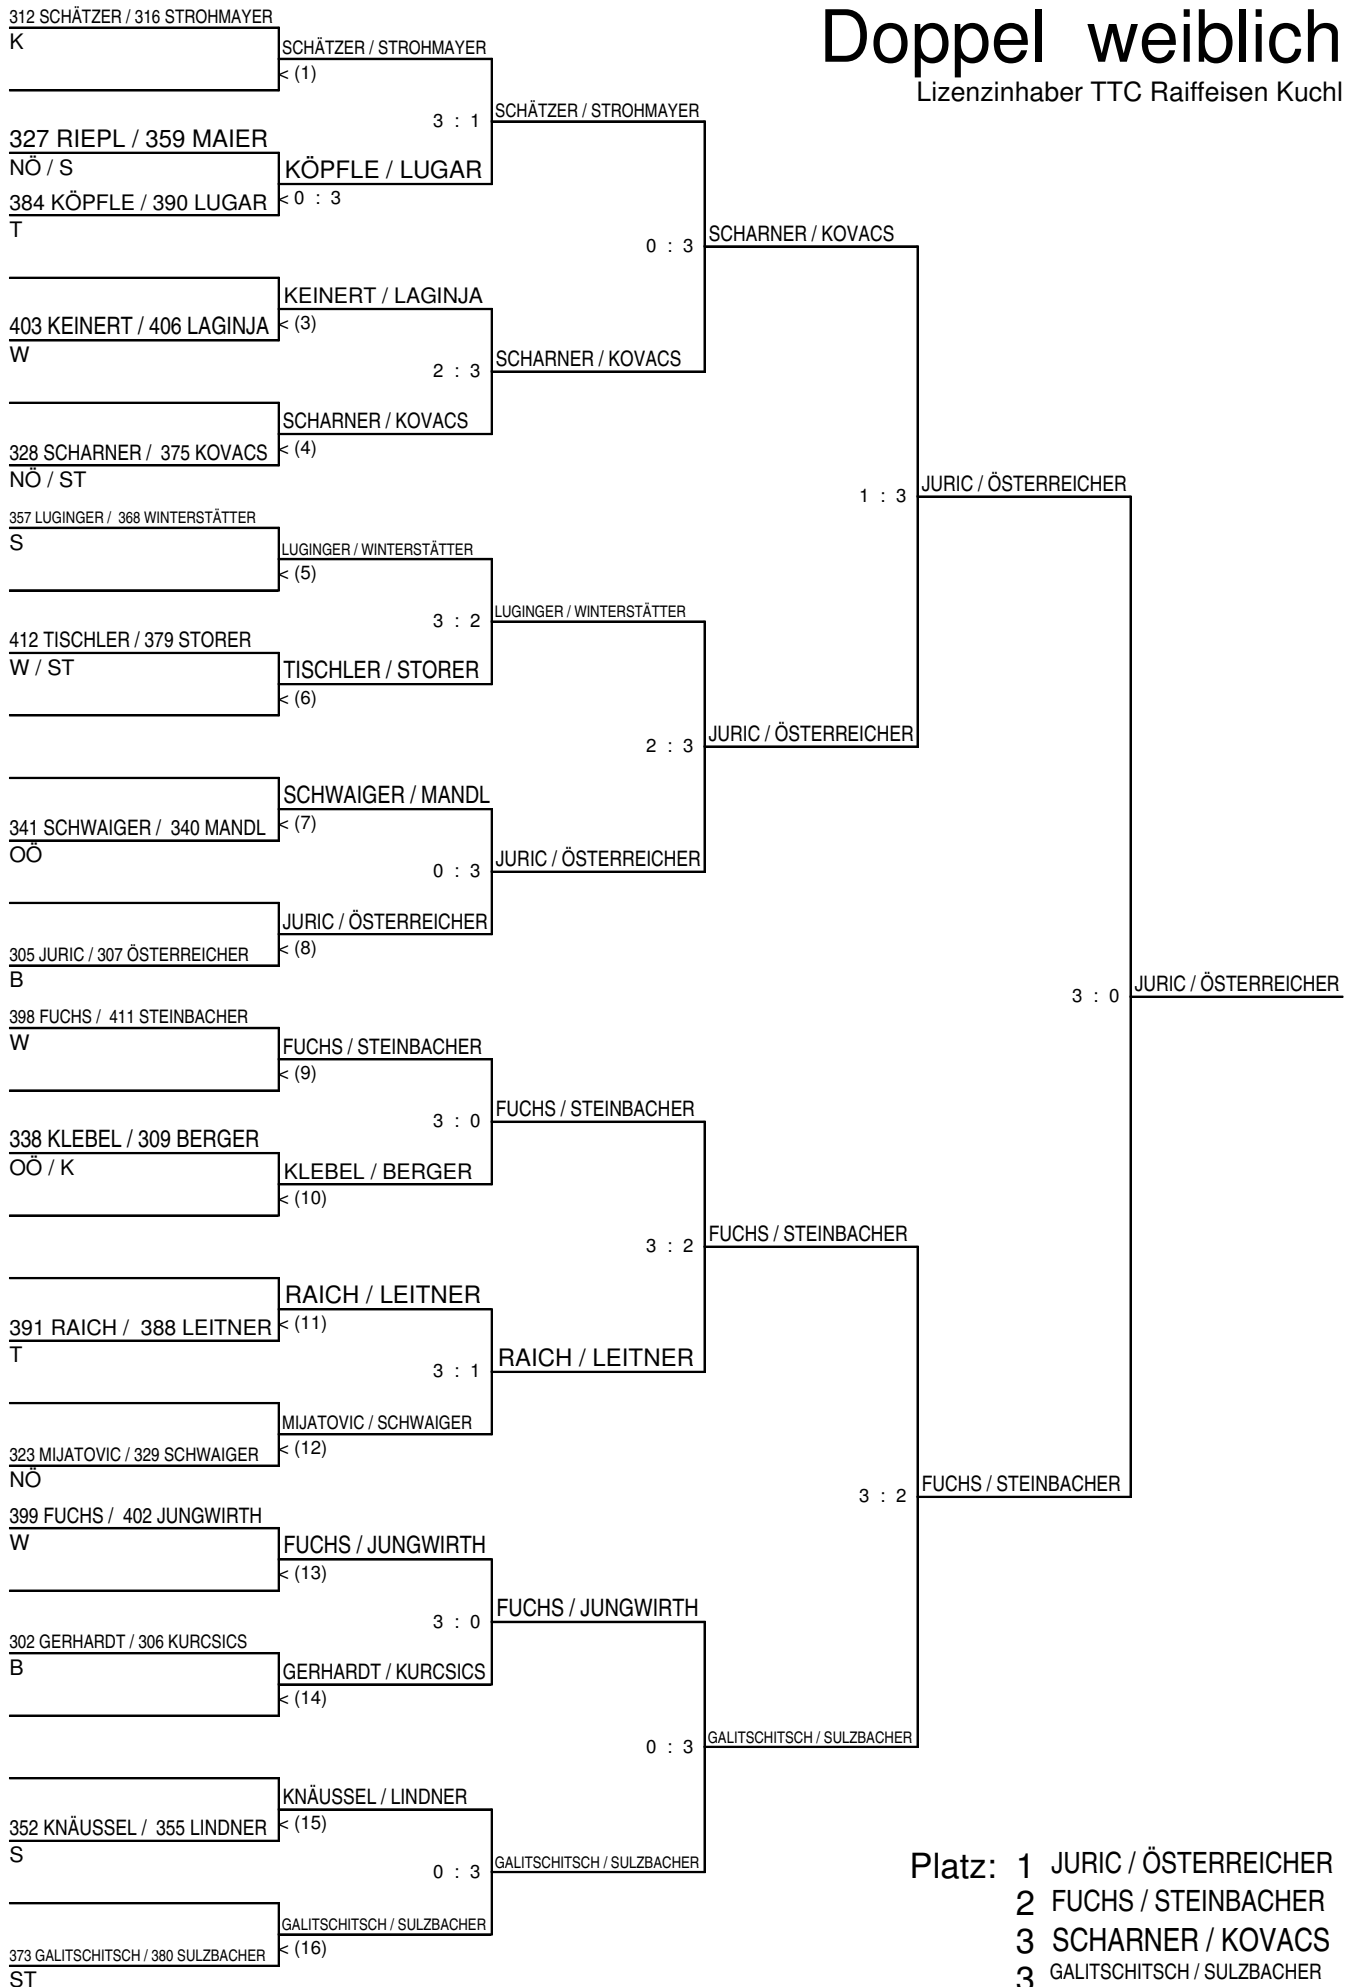 Doppel weiblich
Lizenzinhaber TTC Raiffeisen Kuchl
312 SCHÄTZER / 316 STROHMAYER
K
SCHÄTZER / STROHMAYER
< (1)
3 : 1
SCHÄTZER / STROHMAYER
327 RIEPL / 359 MAIER
NÖ / S
KÖPFLE / LUGAR
< 0 : 3
384 KÖPFLE / 390 LUGAR
T
0 : 3
SCHARNER / KOVACS
KEINERT / LAGINJA
< (3)
403 KEINERT / 406 LAGINJA
W
2 : 3
SCHARNER / KOVACS
SCHARNER / KOVACS
< (4)
328 SCHARNER / 375 KOVACS
NÖ / ST
1 : 3
JURIC / ÖSTERREICHER
357 LUGINGER / 368 WINTERSTÄTTER
S
LUGINGER / WINTERSTÄTTER
< (5)
3 : 2
LUGINGER / WINTERSTÄTTER
412 TISCHLER / 379 STORER
W / ST
TISCHLER / STORER
< (6)
2 : 3
JURIC / ÖSTERREICHER
SCHWAIGER / MANDL
< (7)
341 SCHWAIGER / 340 MANDL
OÖ
0 : 3
JURIC / ÖSTERREICHER
JURIC / ÖSTERREICHER
< (8)
305 JURIC / 307 ÖSTERREICHER
B
3 : 0
JURIC / ÖSTERREICHER
398 FUCHS / 411 STEINBACHER
W
FUCHS / STEINBACHER
< (9)
3 : 0
FUCHS / STEINBACHER
338 KLEBEL / 309 BERGER
OÖ / K
KLEBEL / BERGER
< (10)
3 : 2
FUCHS / STEINBACHER
RAICH / LEITNER
< (11)
391 RAICH / 388 LEITNER
T
3 : 1
RAICH / LEITNER
MIJATOVIC / SCHWAIGER
< (12)
323 MIJATOVIC / 329 SCHWAIGER
NÖ
3 : 2
FUCHS / STEINBACHER
399 FUCHS / 402 JUNGWIRTH
W
FUCHS / JUNGWIRTH
< (13)
3 : 0
FUCHS / JUNGWIRTH
302 GERHARDT / 306 KURCSICS
B
GERHARDT / KURCSICS
< (14)
0 : 3
GALITSCHITSCH / SULZBACHER
KNÄUSSEL / LINDNER
< (15)
352 KNÄUSSEL / 355 LINDNER
S
0 : 3
GALITSCHITSCH / SULZBACHER
GALITSCHITSCH / SULZBACHER
< (16)
373 GALITSCHITSCH / 380 SULZBACHER
ST
Platz: 1 JURIC / ÖSTERREICHER
2 FUCHS / STEINBACHER
3 SCHARNER / KOVACS
3 GALITSCHITSCH / SULZBACHER